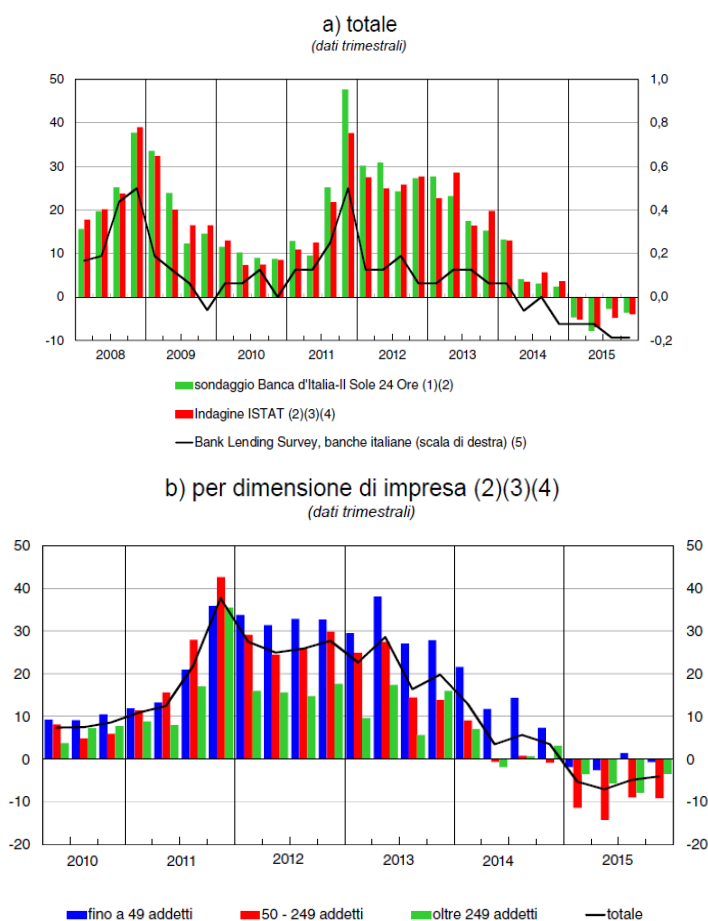 a) totale
(dati trimestrali)
50 1,0
40 0,8
30 0,6
20 0,4
10 0,2
0 0,0
-10 -0,2
2008 2009 2010 2011 2012 2013 2014 2015
sondaggio Banca d'Italia-Il Sole 24 Ore (1)(2)
Indagine ISTAT (2)(3)(4)
Bank Lending Survey, banche italiane (scala di destra) (5)
b) per dimensione di impresa (2)(3)(4)
(dati trimestrali)
50 50
40 40
30 30
20 20
10 10
0 0
-10 -10
-20 -20
2010 2011 2012 2013 2014 2015
fino a 49 addetti 50 - 249 addetti oltre 249 addetti totale